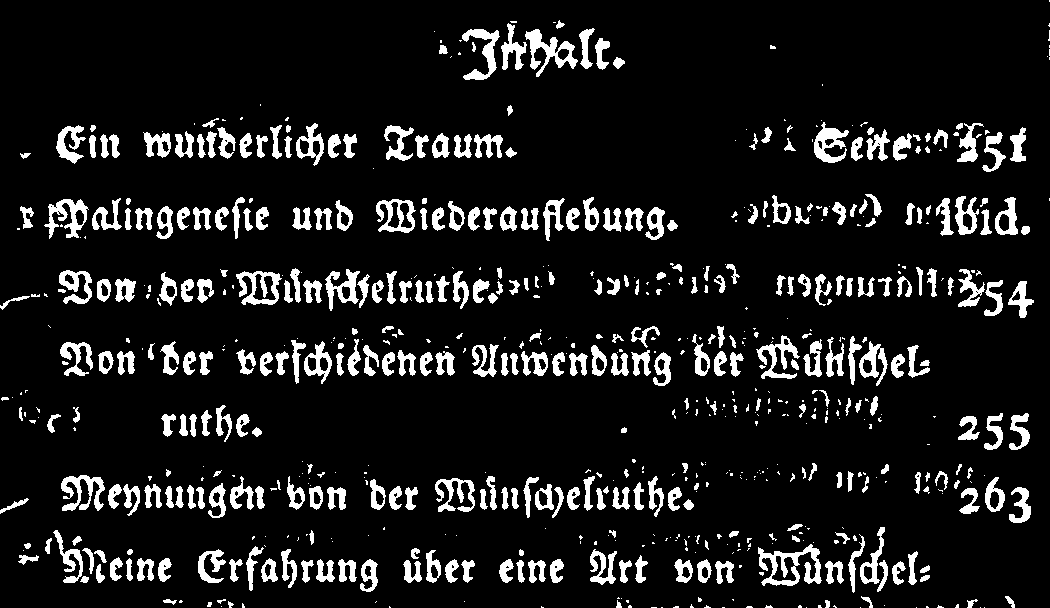 Inhalt.
Ein wunderlicher Traum. Seite 251
Palingenesie und Wiederauflebung. ibid.
Von der Wünschelruthe. 254
Von der verschiedenen Anwendung der Wünschel⸗
ruthe. 255
Meynungen von der Wünschelruthe. 263
Meine Erfahrung über eine Art von Wünschel⸗